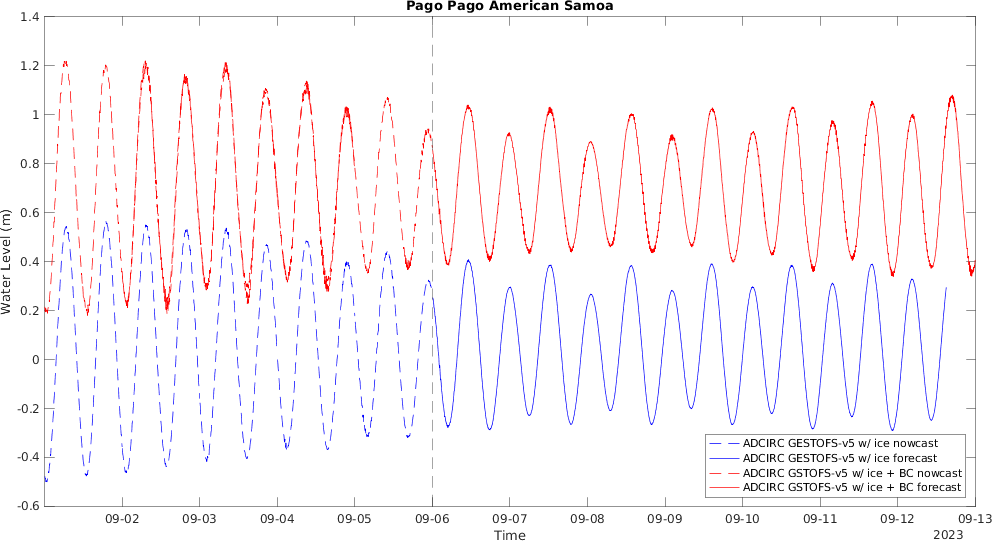 Pago Pago American Samoa
1.4
1.2
1
0.8
0.6
0.4
0.2
0
-0.2
-0.4
-0.6
Water Level (m)
ADCIRC GESTOFS-v5 w/ ice nowcast
ADCIRC GESTOFS-v5 w/ ice forecast
ADCIRC GSTOFS-v5 w/ ice + BC nowcast
ADCIRC GSTOFS-v5 w/ ice + BC forecast
09-02 09-03 09-04 09-05 09-06 09-07 09-08 09-09 09-10 09-11 09-12 09-13
Time
2023